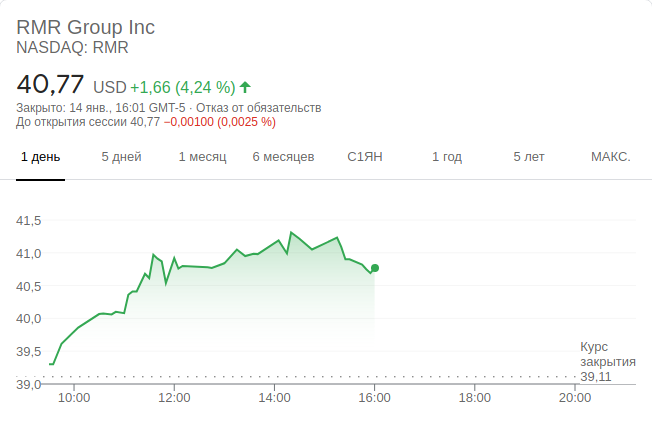 RMR Group Inc
NASDAQ: RMR
40,77 USD +1,66 (4,24 %)
Закрыто: 14 янв., 16:01 GMT-5 · Отказ от обязательств
До открытия сессии 40,77 −0,00100 (0,0025 %)
1 день 5 дней 1 месяц 6 месяцев С1ЯН 1 год 5 лет МАКС.
41,5
41,0
40,5
40,0
39,5
39,0
Курс
закрытия
39,11
10:00 12:00 14:00 16:00 18:00 20:00